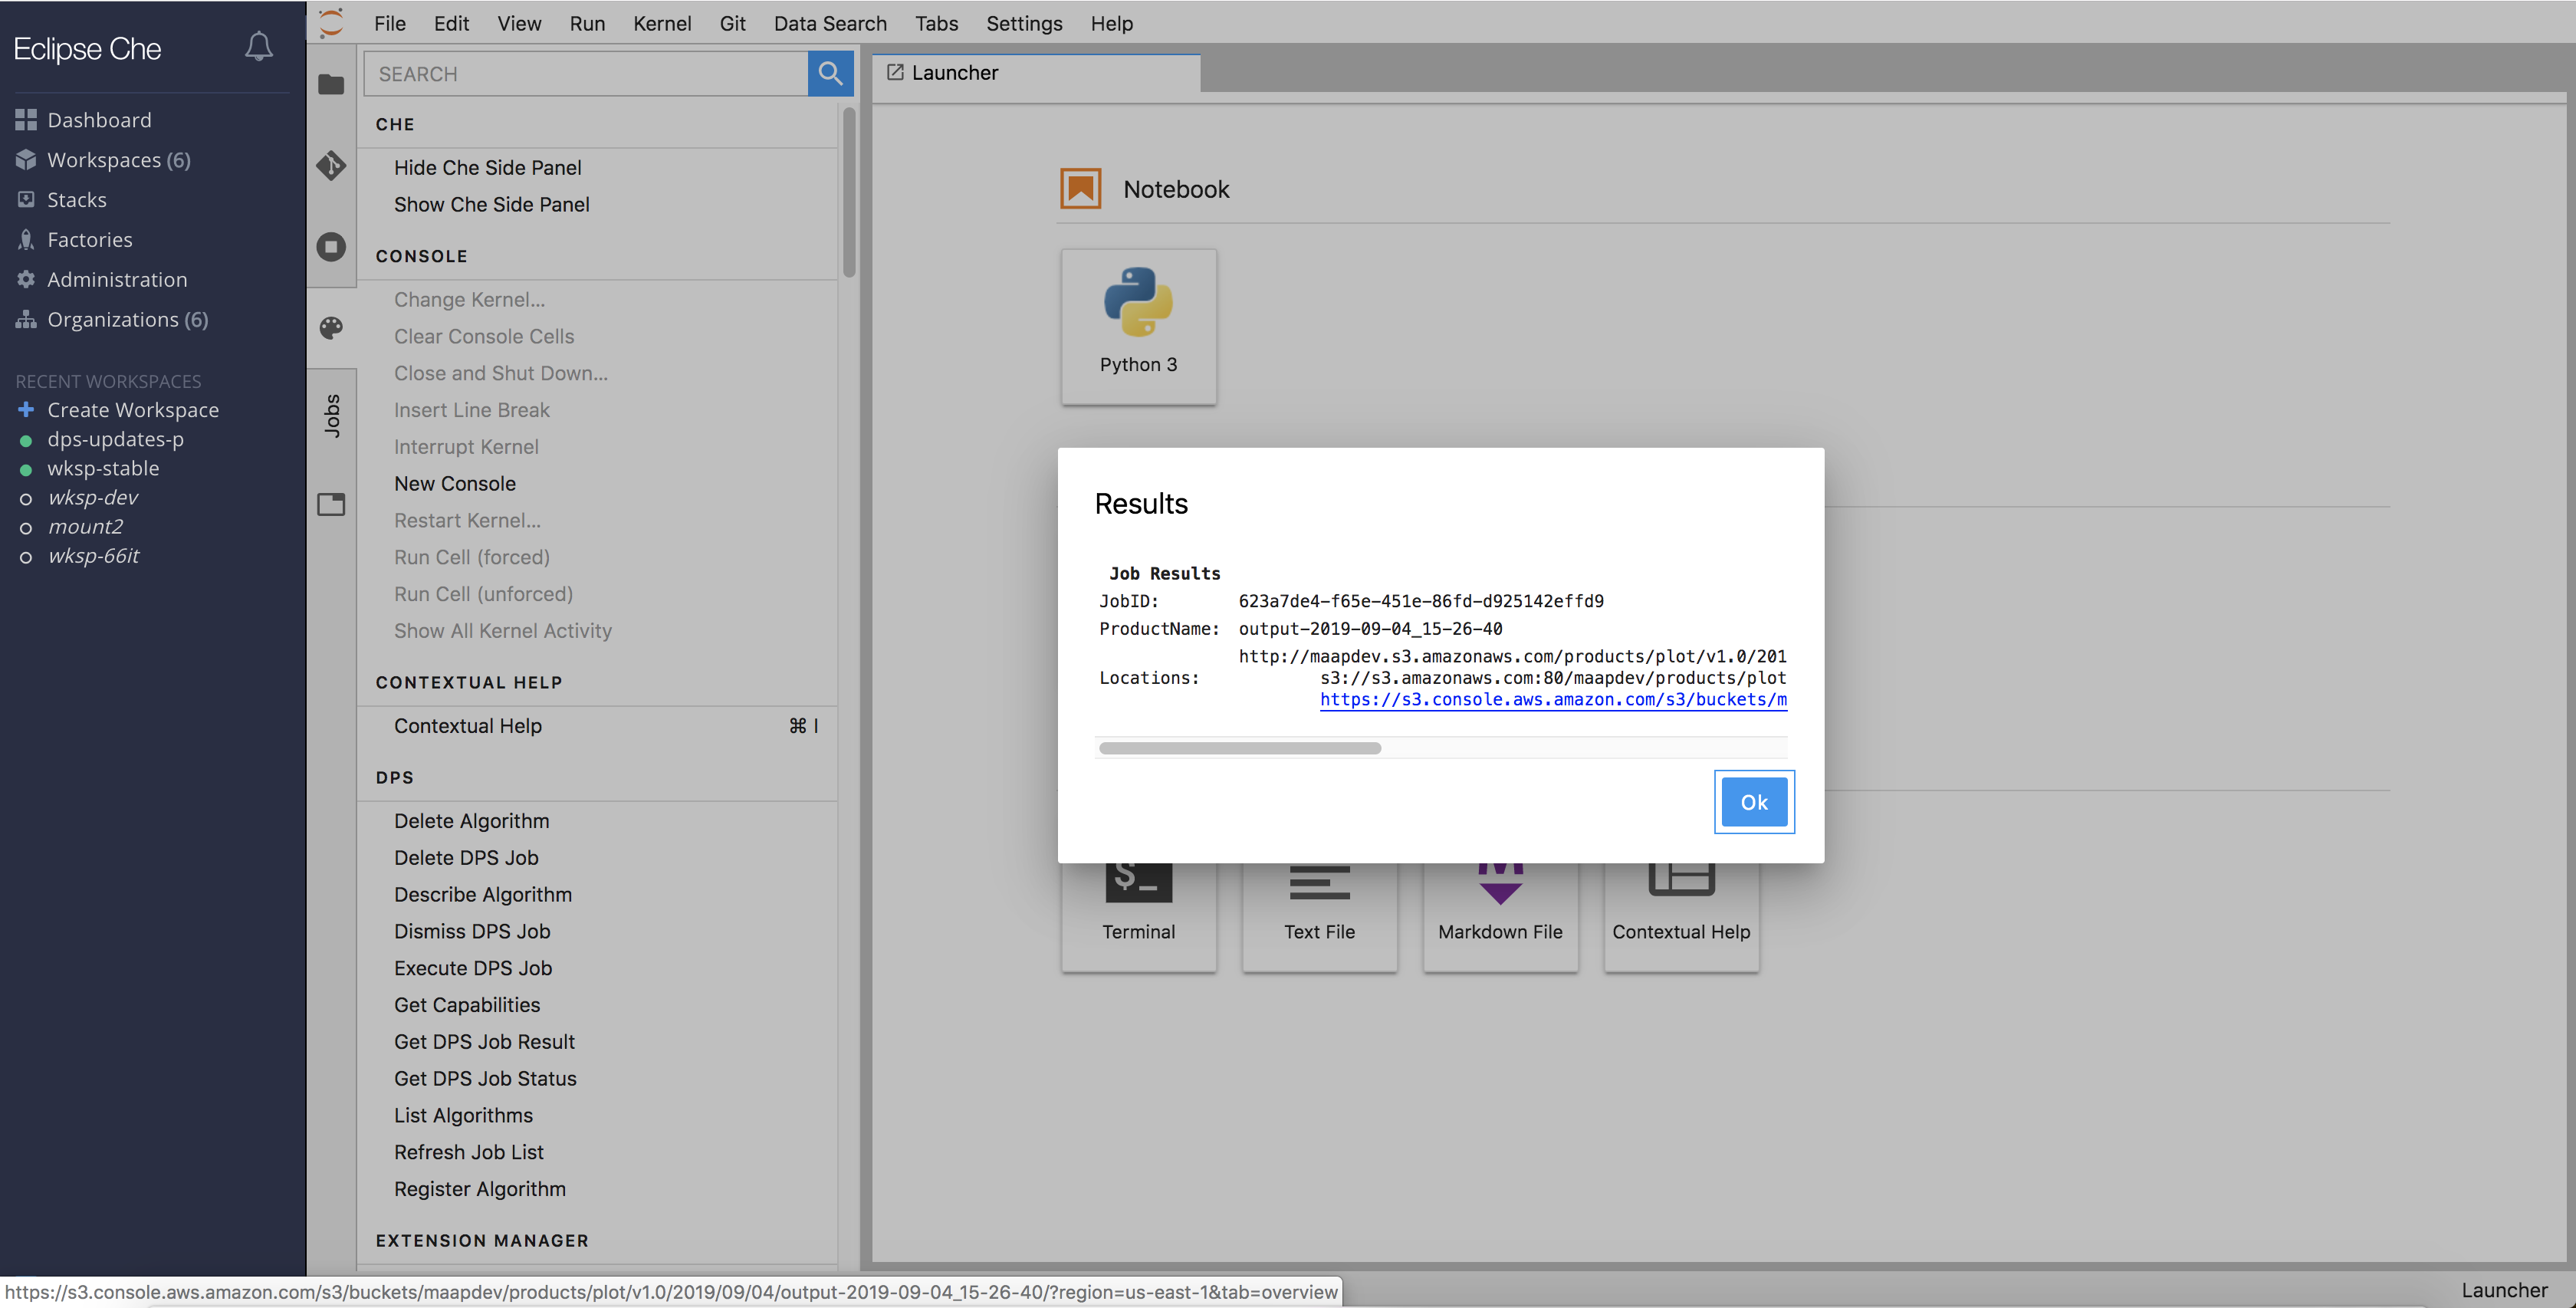 Eclipse Che
Dashboard
Workspaces (6)
Stacks
Factories
Administration
Organizations (6)
RECENT WORKSPACES
Create Workspace
dps-updates-p
wksp-stable
wksp-dev
mount2
wksp-66it
File Edit View Run Kernel Git Data Search Tabs Settings Help
Jobs
SEARCH
CHE
Hide Che Side Panel
Show Che Side Panel
CONSOLE
Change Kernel...
Clear Console Cells
Close and Shut Down...
Insert Line Break
Interrupt Kernel
New Console
Restart Kernel...
Run Cell (forced)
Run Cell (unforced)
Show All Kernel Activity
CONTEXTUAL HELP
Contextual Help ⌘ I
DPS
Delete Algorithm
Delete DPS Job
Describe Algorithm
Dismiss DPS Job
Execute DPS Job
Get Capabilities
Get DPS Job Result
Get DPS Job Status
List Algorithms
Refresh Job List
Register Algorithm
EXTENSION MANAGER
Launcher
Notebook
Python 3
Results
Job Results
JobID: 623a7de4-f65e-451e-86fd-d925142effd9
ProductName: output-2019-09-04_15-26-40
http://maapdev.s3.amazonaws.com/products/plot/v1.0/201
Locations: s3://s3.amazonaws.com:80/maapdev/products/plot
https://s3.console.aws.amazon.com/s3/buckets/m
Ok
$_
Terminal
Text File
Markdown File
Contextual Help
https://s3.console.aws.amazon.com/s3/buckets/maapdev/products/plot/v1.0/2019/09/04/output-2019-09-04_15-26-40/?region=us-east-1&tab=overview
Launcher